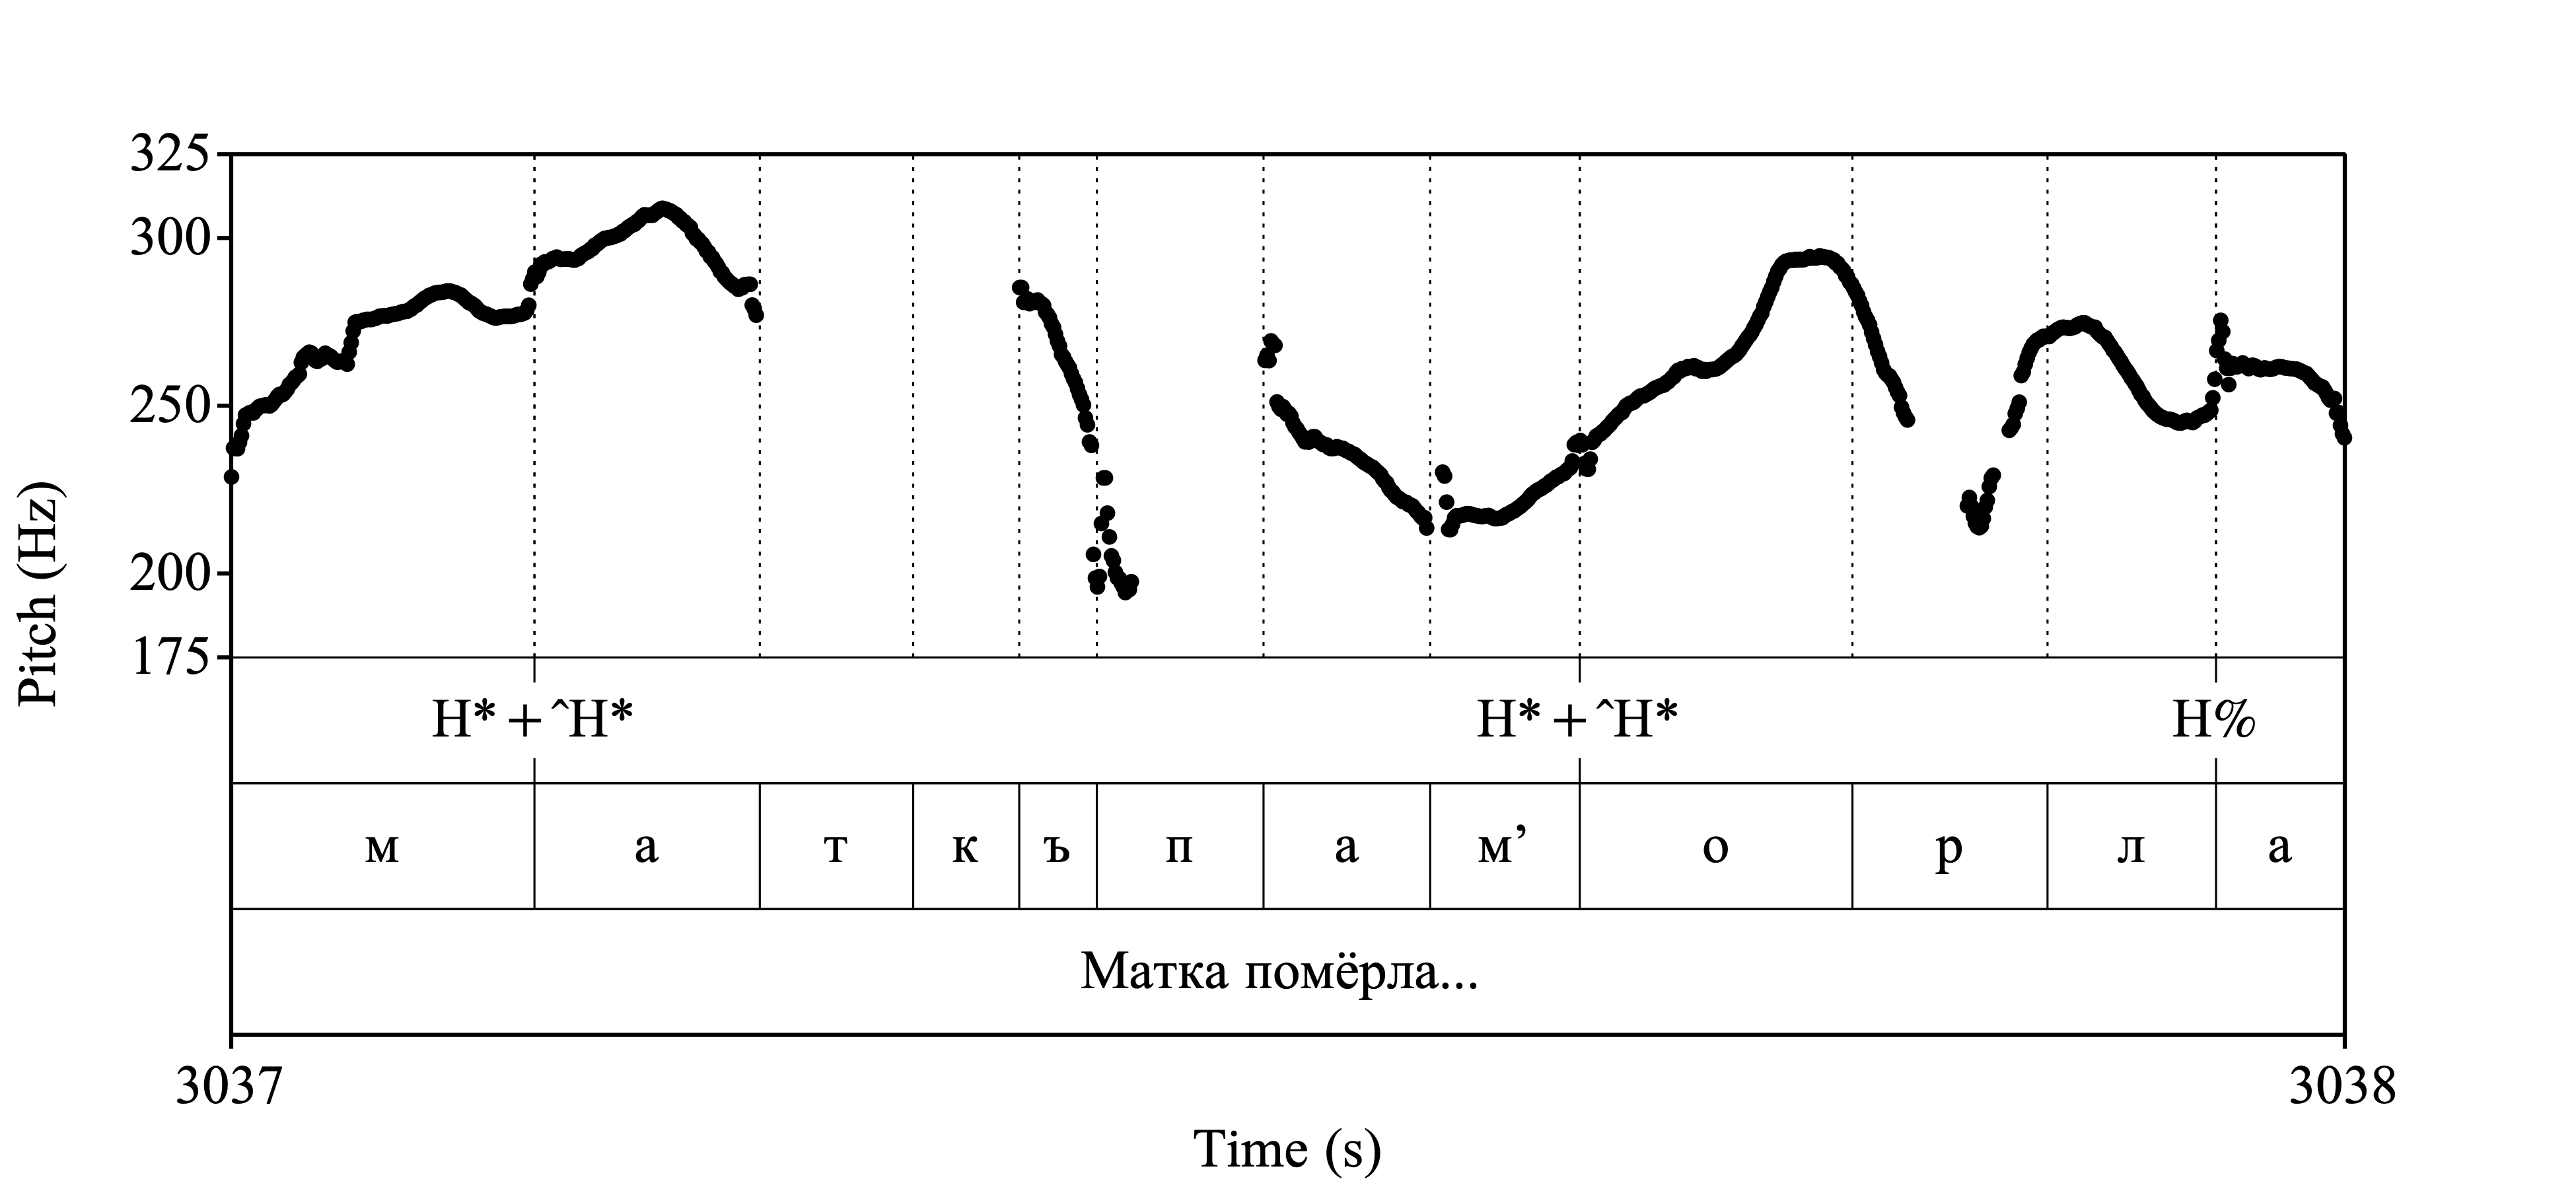 325
300
250
200
175
Pitch (Hz)
H* + ^H* H* + ^H* H%
м а т к ъ п а м’ о р л а
Матка помёрла...
3037 3038
Time (s)